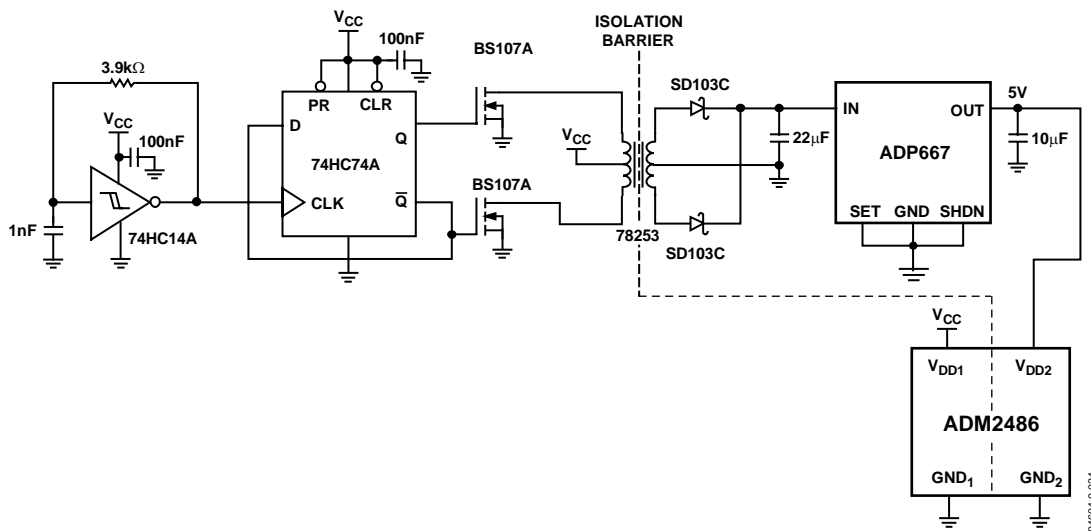 ISOLATION
BARRIER
VCC
100nF
BS107A
3.9kΩ
SD103C
PR
CLR
5V
VCC
IN
OUT
D
100nF
Q
VCC
22µF
ADP667
10µF
74HC74A
BS107A
CLK
Q
SET
GND
SHDN
1nF
74HC14A
78253
SD103C
VCC
VDD1
VDD2
ADM2486
GND1
GND2